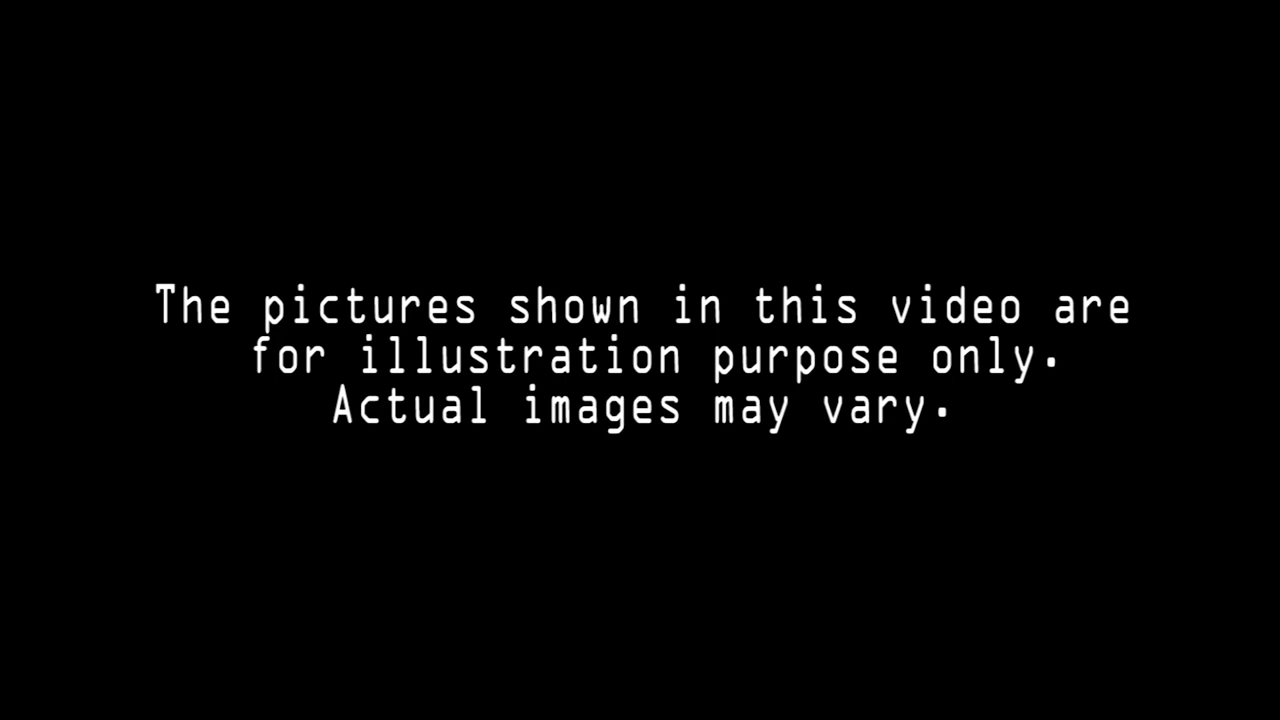 The pictures shown in this video are
for illustration purpose only.
Actual images may vary.